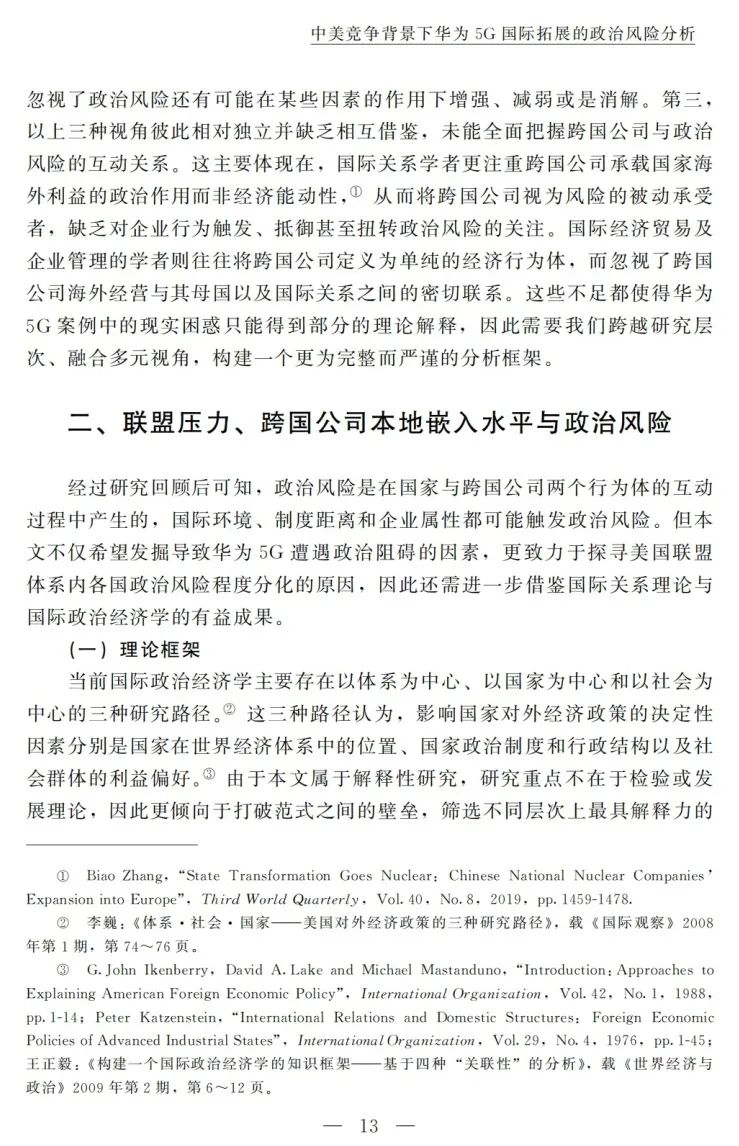 中美竞争背景下华为 5G 国际拓展的政治风险分析
忽视了政治风险还有可能在某些因素的作用下增强、减弱或是消解。第三，
以上三种视角彼此相对独立并缺乏相互借鉴，未能全面把握跨国公司与政治
风险的互动关系。这主要体现在，国际关系学者更注重跨国公司承载国家海
外利益的政治作用而非经济能动性，① 从而将跨国公司视为风险的被动承受
者，缺乏对企业行为触发、抵御甚至扭转政治风险的关注。国际经济贸易及
企业管理的学者则往往将跨国公司定义为单纯的经济行为体，而忽视了跨国
公司海外经营与其母国以及国际关系之间的密切联系。这些不足都使得华为
5G 案例中的现实困惑只能得到部分的理论解释，因此需要我们跨越研究层
次、融合多元视角，构建一个更为完整而严谨的分析框架。
二、联盟压力、跨国公司本地嵌入水平与政治风险
经过研究回顾后可知，政治风险是在国家与跨国公司两个行为体的互动
过程中产生的，国际环境、制度距离和企业属性都可能触发政治风险。但本
文不仅希望发掘导致华为 5G 遭遇政治阻碍的因素，更致力于探寻美国联盟
体系内各国政治风险程度分化的原因，因此还需进一步借鉴国际关系理论与
国际政治经济学的有益成果。
（一）理论框架
当前国际政治经济学主要存在以体系为中心、以国家为中心和以社会为
中心的三种研究路径。② 这三种路径认为，影响国家对外经济政策的决定性
因素分别是国家在世界经济体系中的位置、国家政治制度和行政结构以及社
会群体的利益偏好。③ 由于本文属于解释性研究，研究重点不在于检验或发
展理论，因此更倾向于打破范式之间的壁垒，筛选不同层次上最具解释力的
① Biao Zhang, “State Transformation Goes Nuclear: Chinese National Nuclear Companies’
Expansion into Europe”, Third World Quarterly, Vol. 40, No. 8, 2019, pp. 1459-1478.
② 李巍：《体系·社会·国家——美国对外经济政策的三种研究路径》，载《国际观察》2008
年第 1 期，第 74～76 页。
③ G. John Ikenberry, David A. Lake and Michael Mastanduno, “Introduction: Approaches to
Explaining American Foreign Economic Policy”, International Organization, Vol. 42, No. 1, 1988,
pp. 1-14; Peter Katzenstein, “International Relations and Domestic Structures: Foreign Economic
Policies of Advanced Industrial States”, International Organization, Vol. 29, No. 4, 1976, pp. 1-45;
王正毅：《构建一个国际政治经济学的知识框架——基于四种“关联性”的分析》，载《世界经济与
政治》2009 年第 2 期，第 6～12 页。
— 13 —